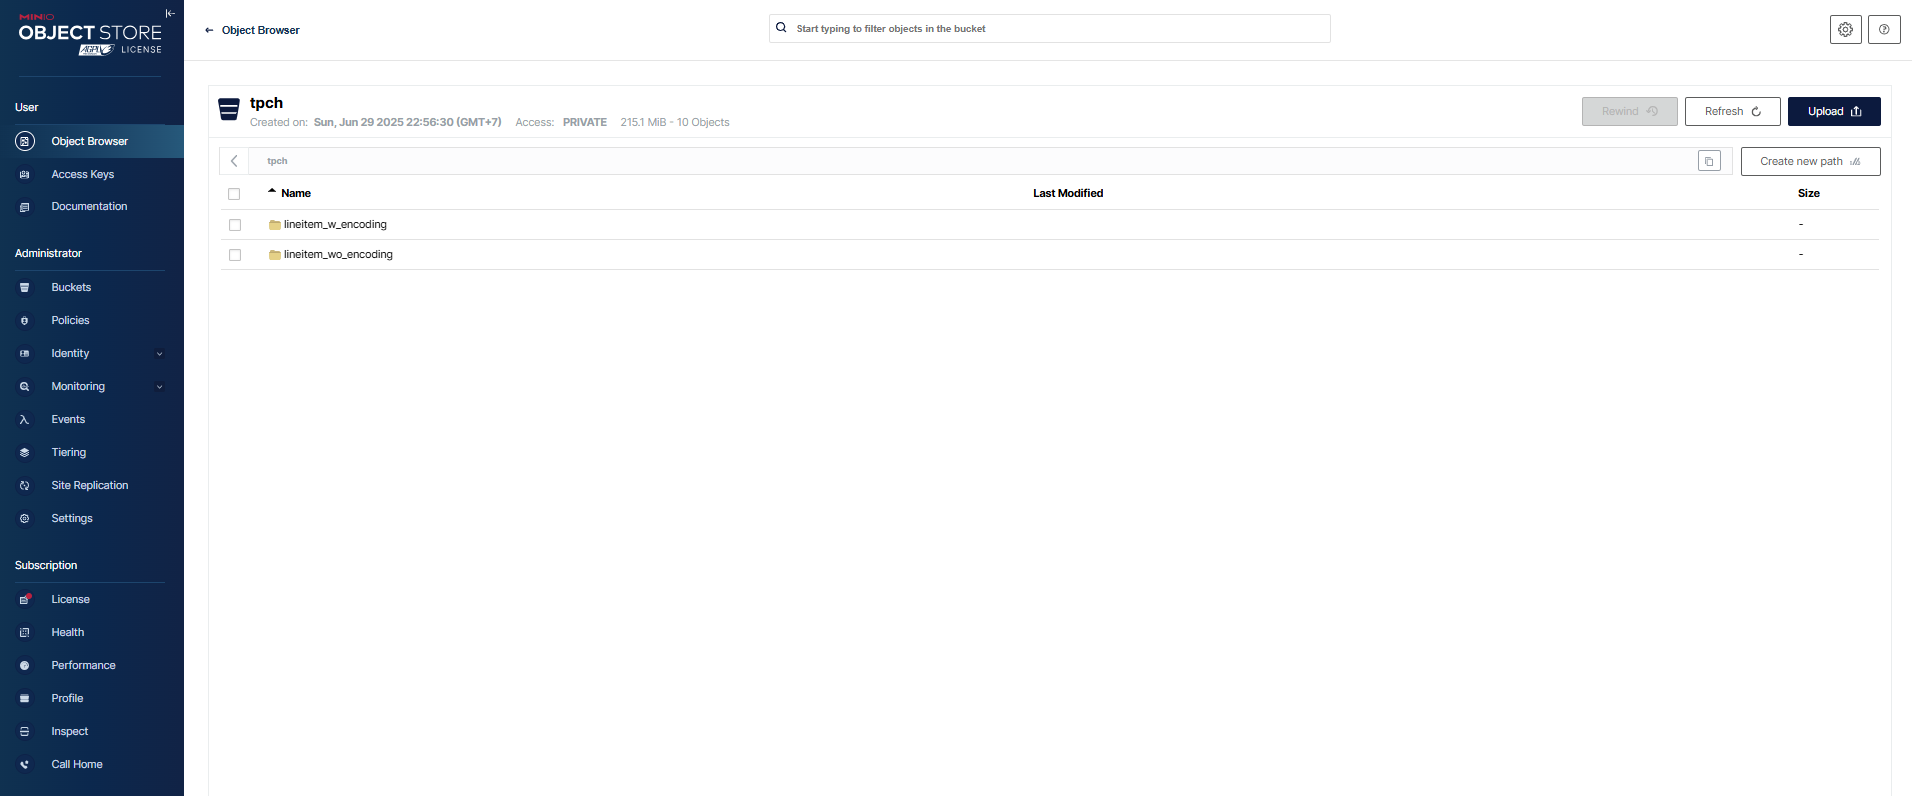 MINIO
OBJECT STORE
AGPL LICENSE
User
Object Browser
Access Keys
Documentation
Administrator
Buckets
Policies
Identity
Monitoring
Events
Tiering
Site Replication
Settings
Subscription
License
Health
Performance
Profile
Inspect
Call Home
Object Browser
Start typing to filter objects in the bucket
tpch
Created on: Sun, Jun 29 2025 22:56:30 (GMT+7) Access: PRIVATE 215.1 MiB - 10 Objects
Rewind
Refresh
Upload
tpch
Create new path
Name Last Modified Size
lineitem_w_encoding -
lineitem_wo_encoding -